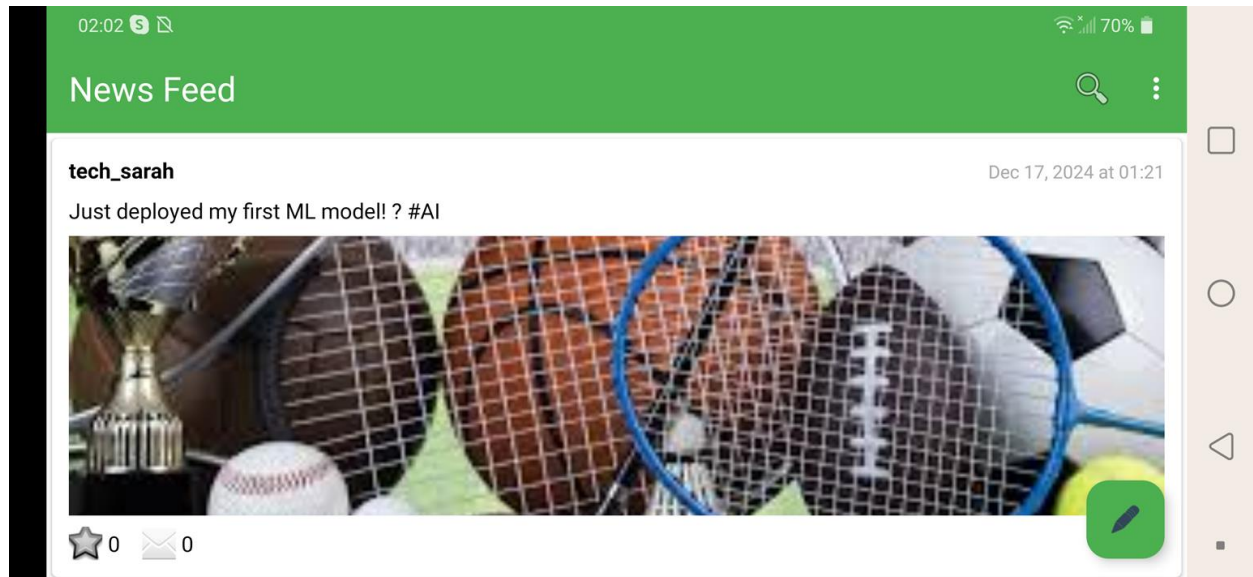 02:02 S 70%
News Feed
tech_sarah Dec 17, 2024 at 01:21
Just deployed my first ML model! ? #AI
0 0